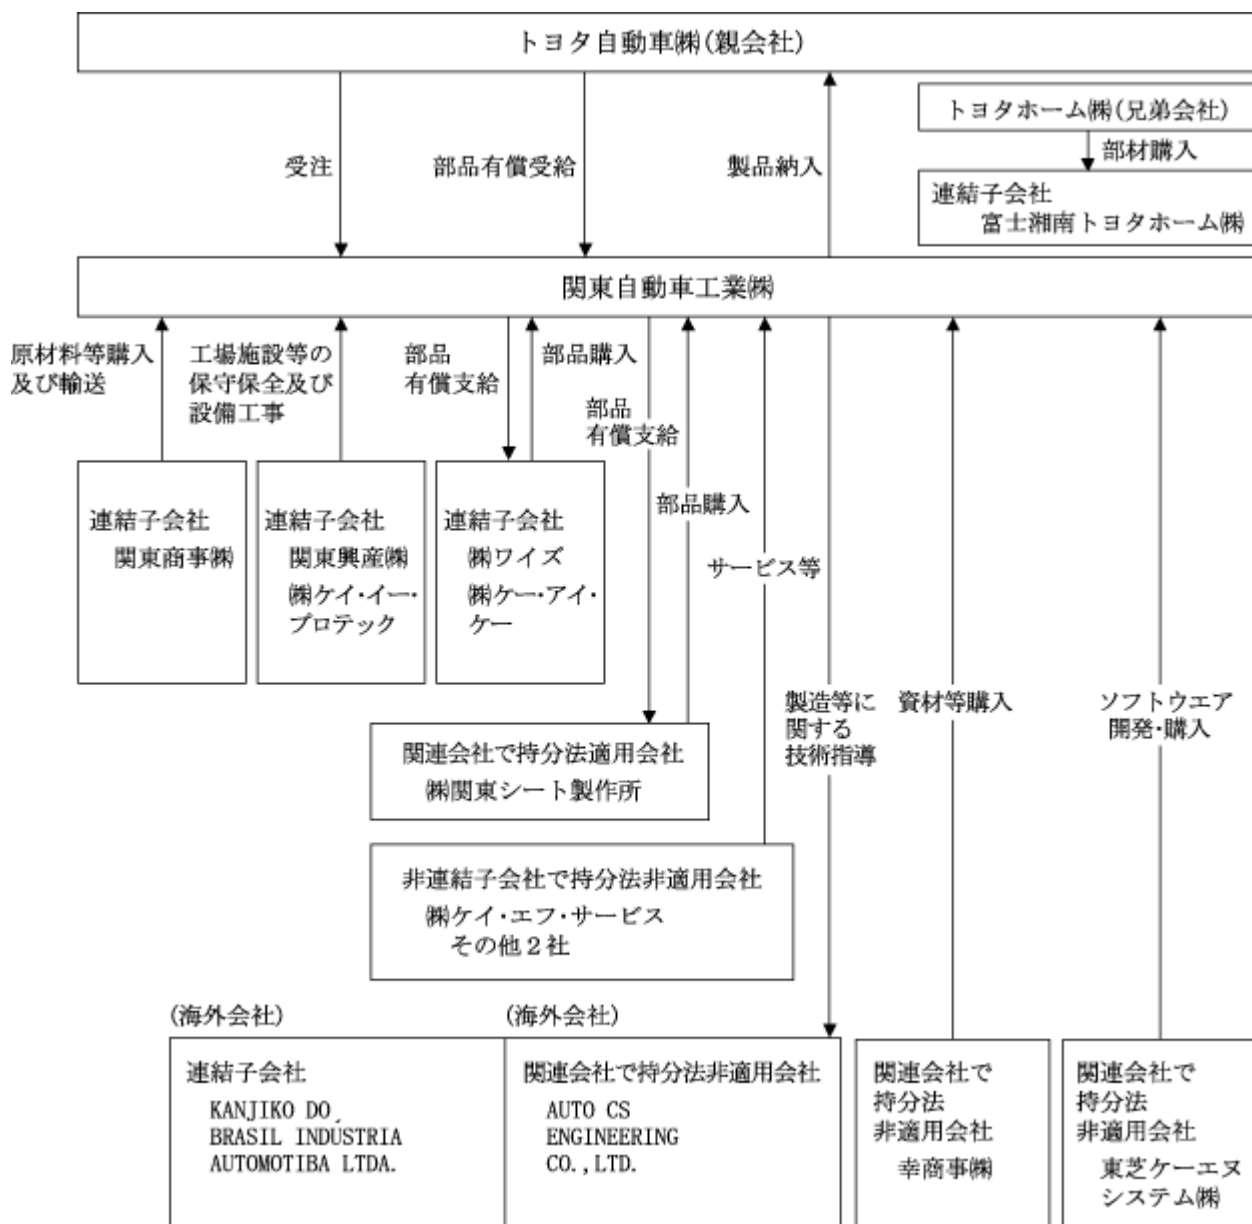 トヨタ自動車㈱(親会社)
トヨタホーム㈱(兄弟会社)
部材購入
連結子会社
富士湘南トヨタホーム㈱
受注
部品有償受給
製品納入
関東自動車工業㈱
原材料等購入
及び輸送
工場施設等の
保守保全及び
設備工事
部品
有償支給
部品購入
部品
有償支給
部品購入
サービス等
連結子会社
関東商事㈱
連結子会社
関東興産㈱
㈱ケイ・イー・
プロテック
連結子会社
㈱ワイズ
㈱ケー・アイ・
ケー
製造等に
関する
技術指導
資材等購入
ソフトウエア
開発・購入
関連会社で持分法適用会社
㈱関東シート製作所
非連結子会社で持分法非適用会社
㈱ケイ・エフ・サービス
その他2社
(海外会社)
連結子会社
KANJIKO DO
BRASIL INDÚSTRIA
AUTOMOTIBA LTDA.
(海外会社)
関連会社で持分法非適用会社
AUTO CS
ENGINEERING
CO.,LTD.
関連会社で
持分法
非適用会社
幸商事㈱
関連会社で
持分法
非適用会社
東芝ケーエヌ
システム㈱